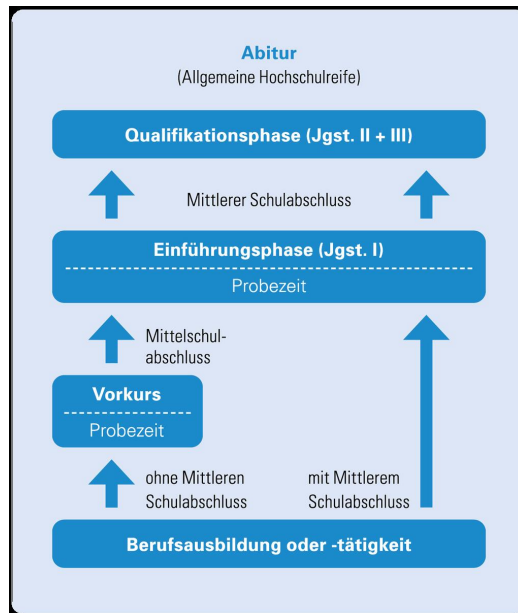 Abitur
(Allgemeine Hochschulreife)
Qualifikationsphase (Jgst. II + III)
Mittlerer Schulabschluss
Einführungsphase (Jgst. I)
Probezeit
Mittelschul-
abschluss
Vorkurs
Probezeit
ohne Mittleren
Schulabschluss
mit Mittlerem
Schulabschluss
Berufsausbildung oder -tätigkeit